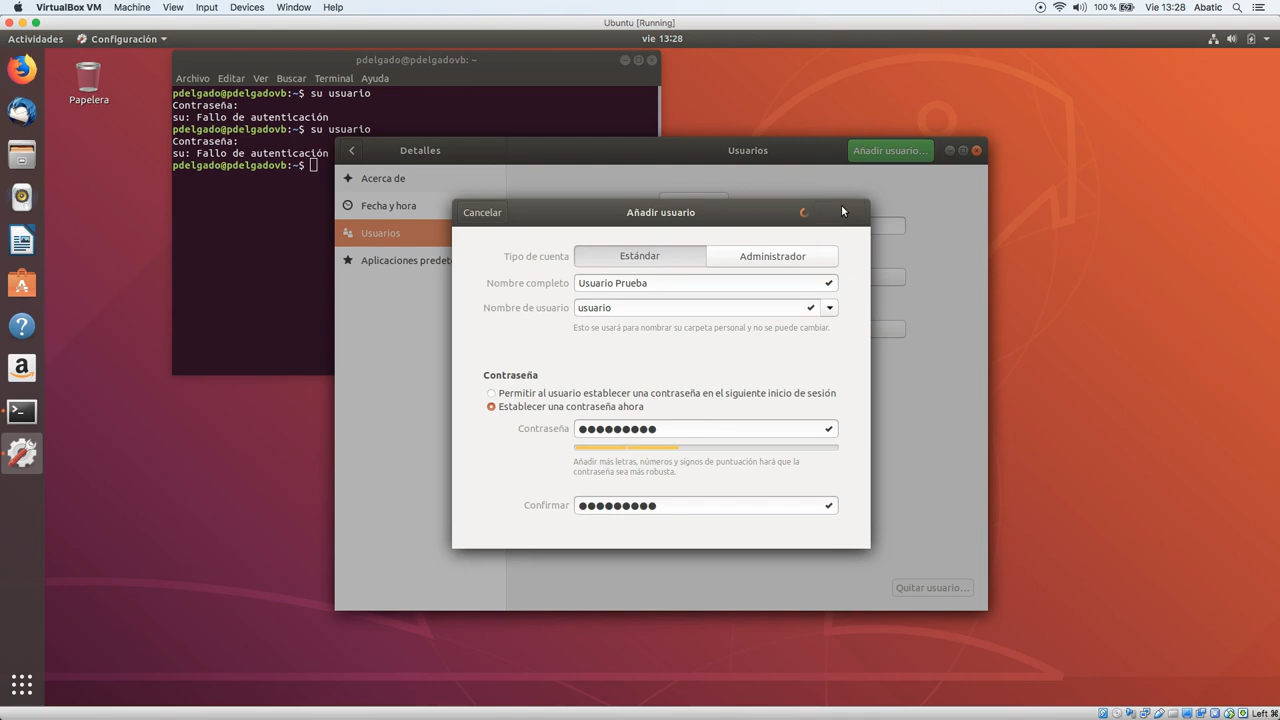 VirtualBox VM Machine View Input Devices Window Help 100 % Vie 13:28 Abatic
Ubuntu [Running]
Actividades Configuración vie 13:28
Papelera
pdelgado@pdelgadovb: ~
Archivo Editar Ver Buscar Terminal Ayuda
pdelgado@pdelgadovb:~$ su usuario
Contraseña:
su: Fallo de autenticación
pdelgado@pdelgadovb:~$ su usuario
Contraseña:
su: Fallo de autenticación
pdelgado@pdelgadovb:~$
Detalles Usuarios Añadir usuario...
Acerca de
Fecha y hora
Usuarios
Aplicaciones predet
Cancelar Añadir usuario
Tipo de cuenta Estándar Administrador
Nombre completo Usuario Prueba
Nombre de usuario usuario
Esto se usará para nombrar su carpeta personal y no se puede cambiar.
Contraseña
Permitir al usuario establecer una contraseña en el siguiente inicio de sesión
Establecer una contraseña ahora
Contraseña ●●●●●●●●●
Añadir más letras, números y signos de puntuación hará que la
contraseña sea más robusta.
Confirmar ●●●●●●●●●
Quitar usuario...
Left ⌘